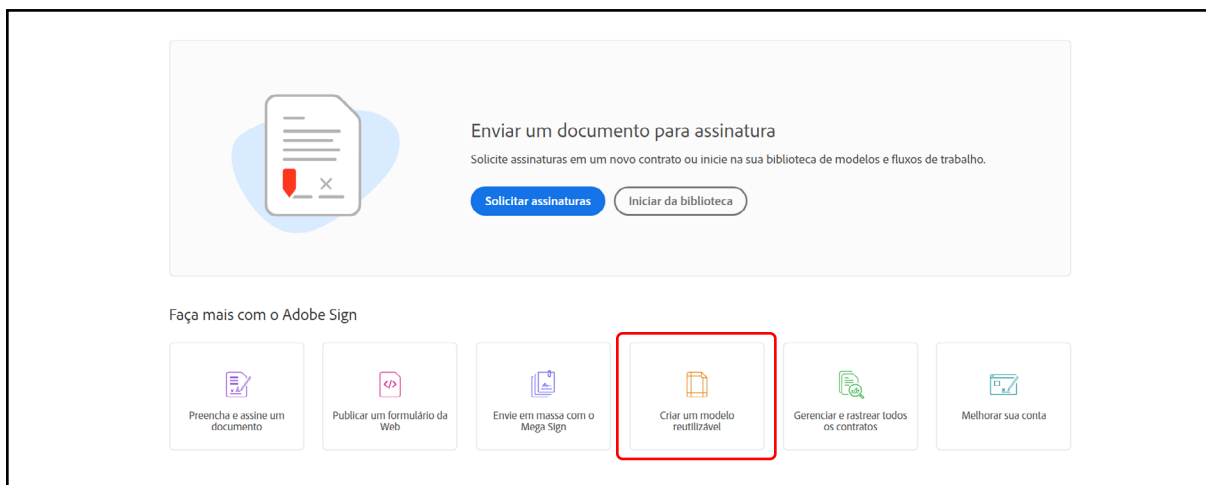 Enviar um documento para assinatura
Solicite assinaturas em um novo contrato ou inicie na sua biblioteca de modelos e fluxos de trabalho.
Solicitar assinaturas
Iniciar da biblioteca
Faça mais com o Adobe Sign
Preencha e assine um
documento
Publicar um formulário da
Web
Envie em massa com o
Mega Sign
Criar um modelo
reutilizável
Gerenciar e rastrear todos
os contratos
Melhorar sua conta